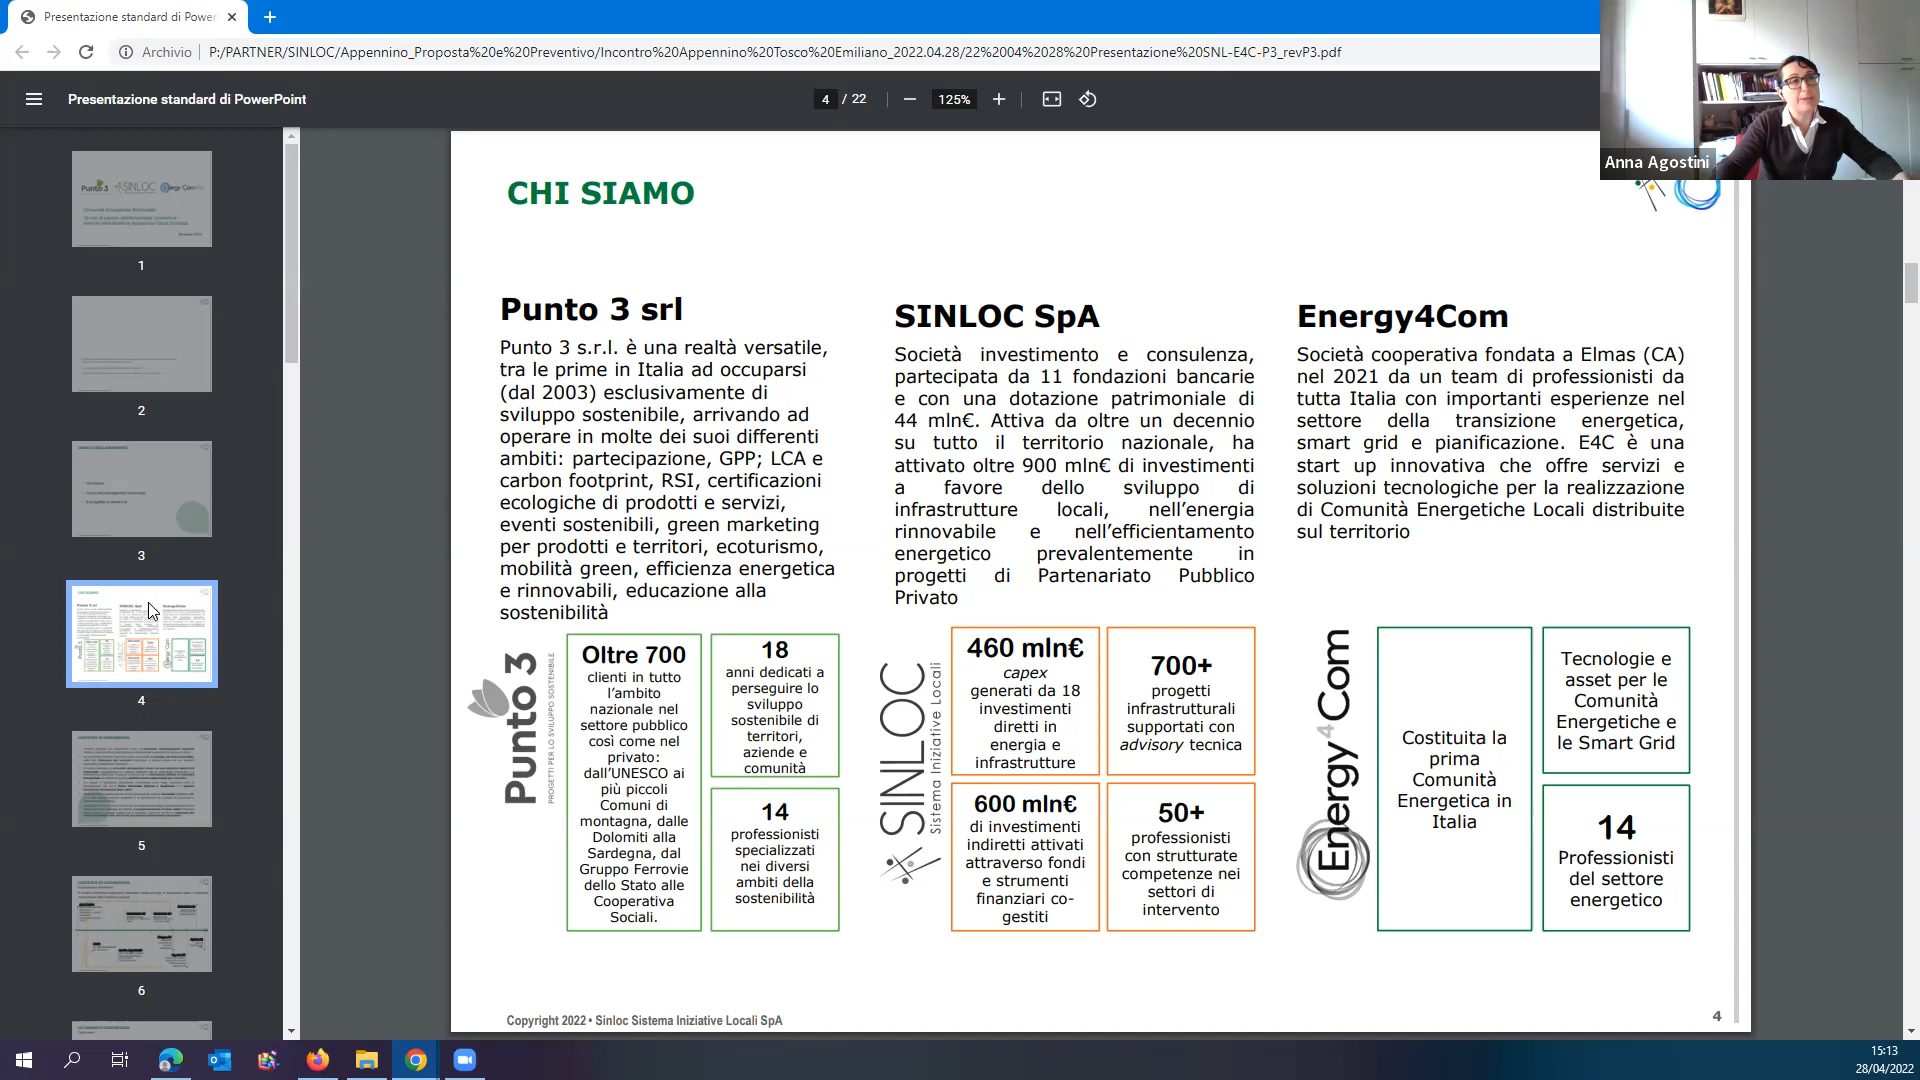 Presentazione standard di Power
Archivio
P:/PARTNER/SINLOC/Appennino_Proposta%20e%20Preventivo/Incontro%20Appennino%20Tosco%20Emiliano_2022.04.28/22%2004%2028%20Presentazione%20SNL-E4C-P3_revP3.pdf
Presentazione standard di PowerPoint
4 / 22
125%
Anna Agostini
1
2
3
4
5
6
CHI SIAMO
Punto 3 srl
Punto 3 s.r.l. è una realtà versatile,
tra le prime in Italia ad occuparsi
(dal 2003) esclusivamente di
sviluppo sostenibile, arrivando ad
operare in molte dei suoi differenti
ambiti: partecipazione, GPP; LCA e
carbon footprint, RSI, certificazioni
ecologiche di prodotti e servizi,
eventi sostenibili, green marketing
per prodotti e territori, ecoturismo,
mobilità green, efficienza energetica
e rinnovabili, educazione alla
sostenibilità
Punto 3
PROGETTI PER LO SVILUPPO SOSTENIBILE
Oltre 700
clienti in tutto
l'ambito
nazionale nel
settore pubblico
così come nel
privato:
dall'UNESCO ai
più piccoli
Comuni di
montagna, dalle
Dolomiti alla
Sardegna, dal
Gruppo Ferrovie
dello Stato alle
Cooperativa
Sociali.
18
anni dedicati a
perseguire lo
sviluppo
sostenibile di
territori,
aziende e
comunità
14
professionisti
specializzati
nei diversi
ambiti della
sostenibilità
SINLOC SpA
Società investimento e consulenza,
partecipata da 11 fondazioni bancarie
e con una dotazione patrimoniale di
44 mln€. Attiva da oltre un decennio
su tutto il territorio nazionale, ha
attivato oltre 900 mln€ di investimenti
a favore dello sviluppo di
infrastrutture locali, nell'energia
rinnovabile e nell'efficientamento
energetico prevalentemente in
progetti di Partenariato Pubblico
Privato
SINLOC
Sistema Iniziative Locali
460 mln€
capex
generati da 18
investimenti
diretti in
energia e
infrastrutture
700+
progetti
infrastrutturali
supportati con
advisory tecnica
600 mln€
di investimenti
indiretti attivati
attraverso fondi
e strumenti
finanziari co-
gestiti
50+
professionisti
con strutturate
competenze nei
settori di
intervento
Energy4Com
Società cooperativa fondata a Elmas (CA)
nel 2021 da un team di professionisti da
tutta Italia con importanti esperienze nel
settore della transizione energetica,
smart grid e pianificazione. E4C è una
start up innovativa che offre servizi e
soluzioni tecnologiche per la realizzazione
di Comunità Energetiche Locali distribuite
sul territorio
Energy4Com
Costituita la
prima
Comunità
Energetica in
Italia
Tecnologie e
asset per le
Comunità
Energetiche e
le Smart Grid
14
Professionisti
del settore
energetico
Copyright 2022 • Sinloc Sistema Iniziative Locali SpA
4
15:13
28/04/2022